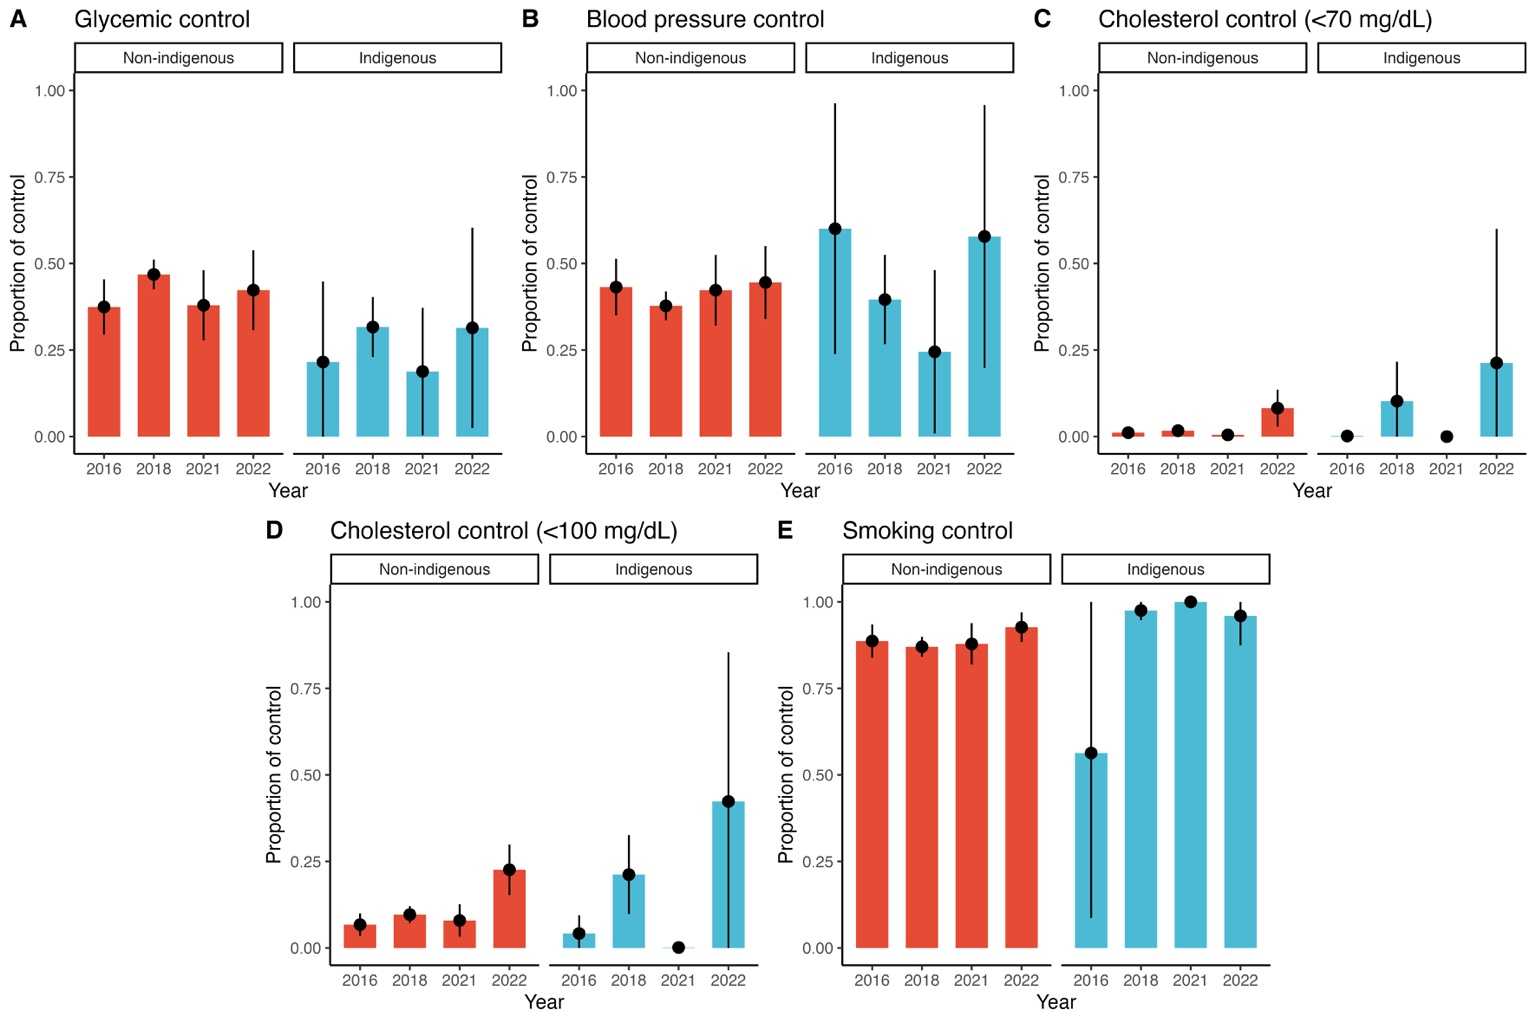 A Glycemic control
Non-indigenous Indigenous
1.00
0.75
0.50
0.25
0.00
Proportion of control
2016 2018 2021 2022 2016 2018 2021 2022
Year
B Blood pressure control
Non-indigenous Indigenous
1.00
0.75
0.50
0.25
0.00
Proportion of control
2016 2018 2021 2022 2016 2018 2021 2022
Year
C Cholesterol control (<70 mg/dL)
Non-indigenous Indigenous
1.00
0.75
0.50
0.25
0.00
Proportion of control
2016 2018 2021 2022 2016 2018 2021 2022
Year
D Cholesterol control (<100 mg/dL)
Non-indigenous Indigenous
1.00
0.75
0.50
0.25
0.00
Proportion of control
2016 2018 2021 2022 2016 2018 2021 2022
Year
E Smoking control
Non-indigenous Indigenous
1.00
0.75
0.50
0.25
0.00
Proportion of control
2016 2018 2021 2022 2016 2018 2021 2022
Year